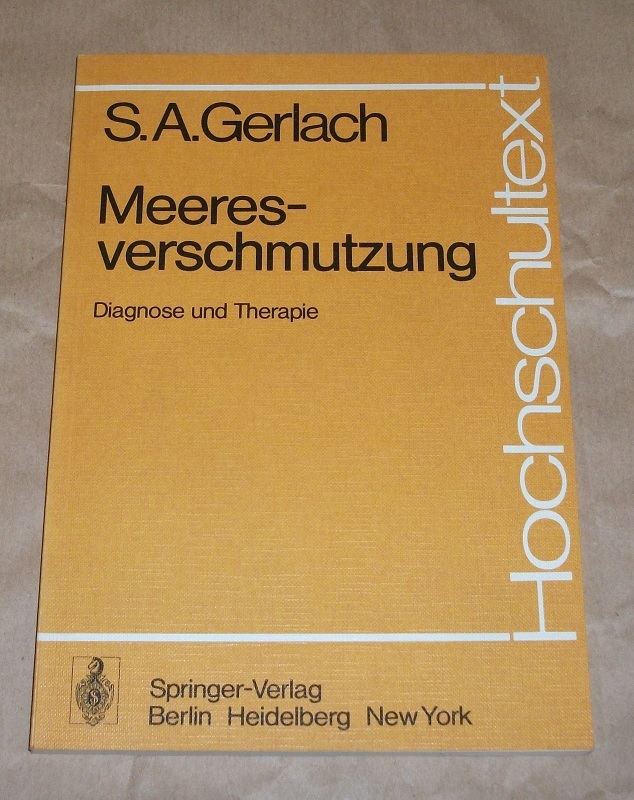 S.A.Gerlach
Meeres-
verschmutzung
Diagnose und Therapie
Hochschultext
Springer-Verlag
Berlin Heidelberg New York